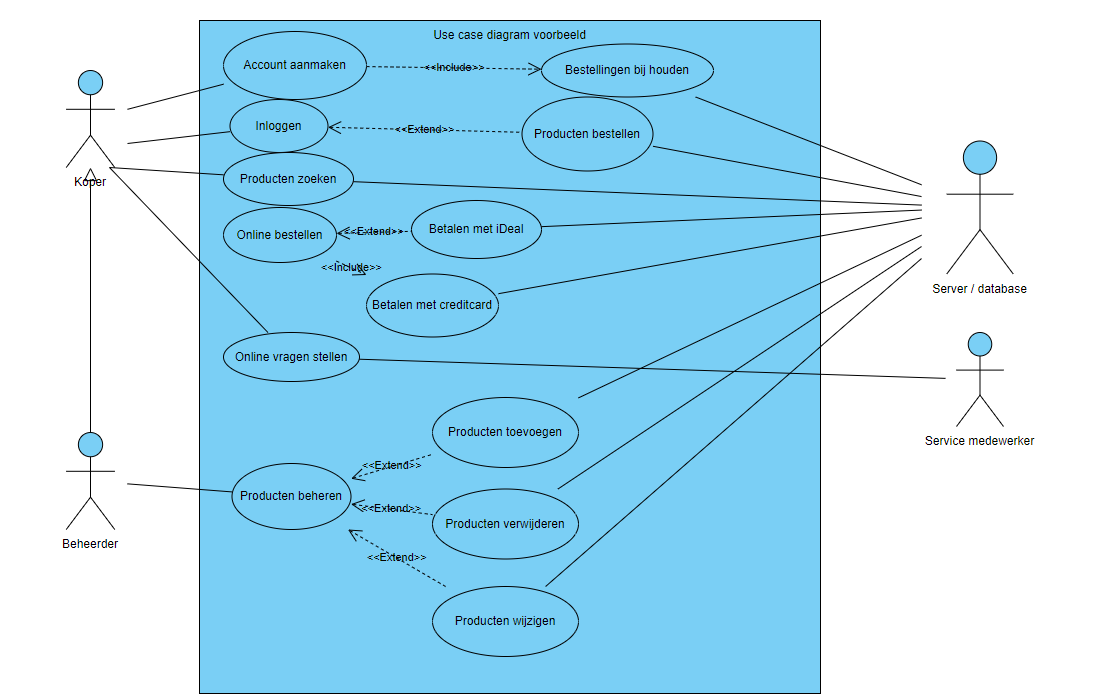 Use case diagram voorbeeld
Account aanmaken
<<Include>>
Bestellingen bij houden
Inloggen
<<Extend>>
Producten bestellen
Koper
Producten zoeken
Online bestellen
<<Extend>>
Betalen met iDeal
<<Include>>
Betalen met creditcard
Server / database
Online vragen stellen
Service medewerker
Producten toevoegen
<<Extend>>
Producten beheren
<<Extend>>
Producten verwijderen
Beheerder
<<Extend>>
Producten wijzigen